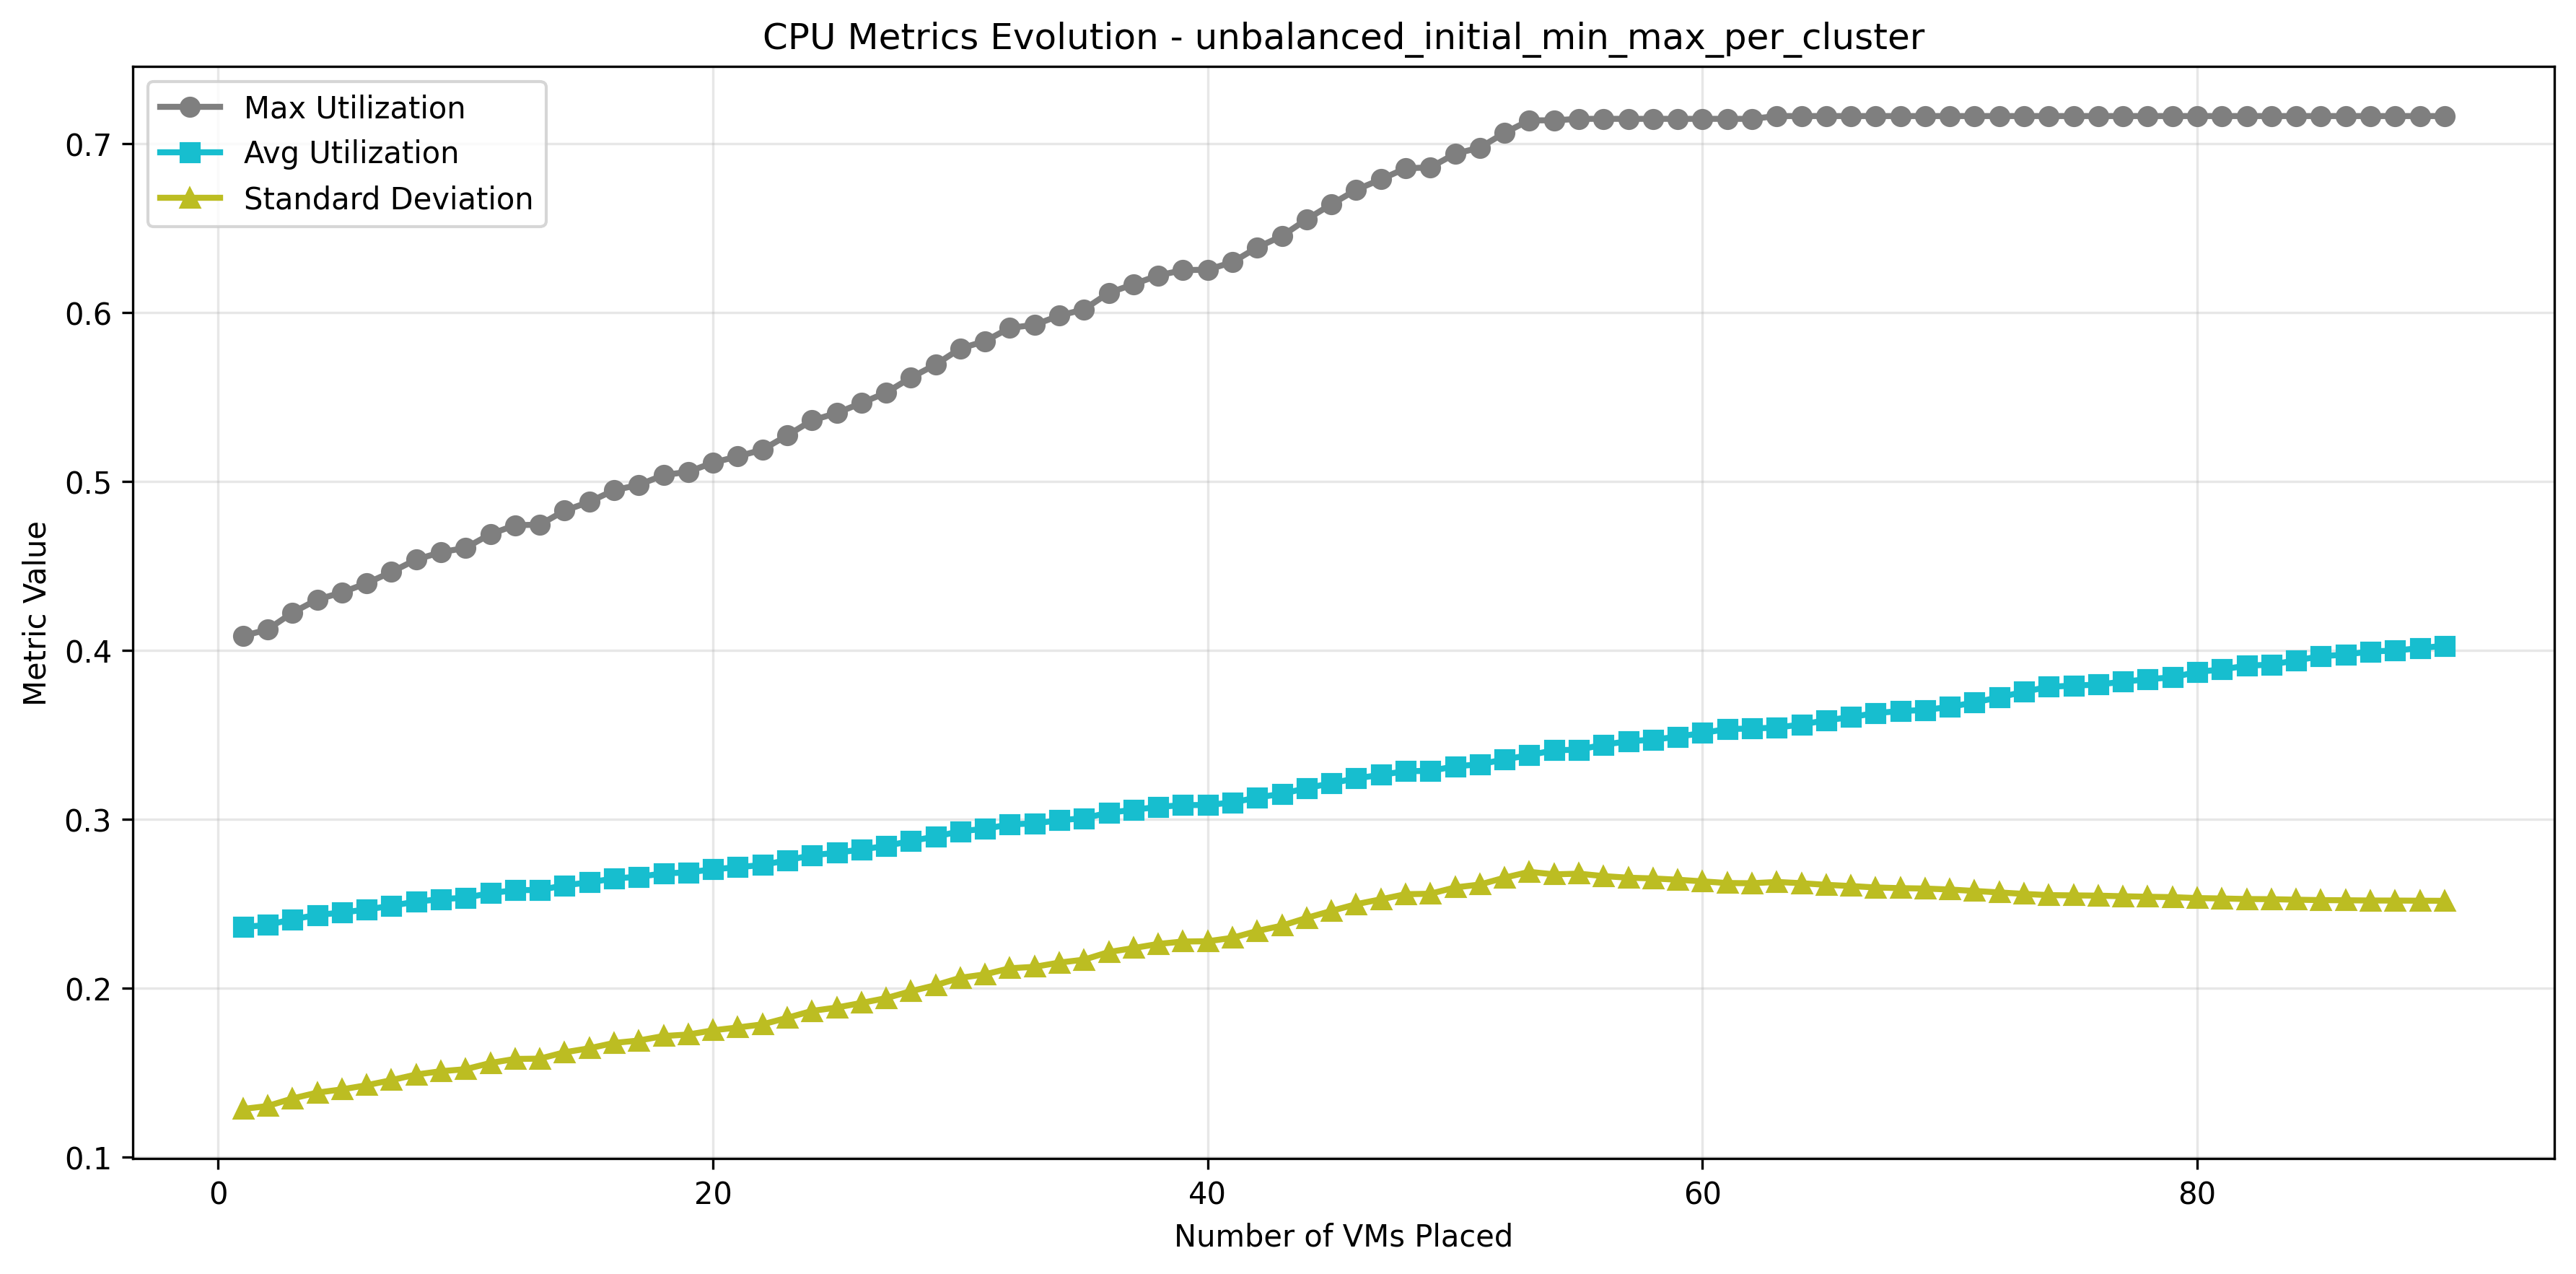 CPU Metrics Evolution - unbalanced_initial_min_max_per_cluster
Max Utilization
Avg Utilization
Standard Deviation
Metric Value
0.7
0.6
0.5
0.4
0.3
0.2
0.1
0 20 40 60 80
Number of VMs Placed